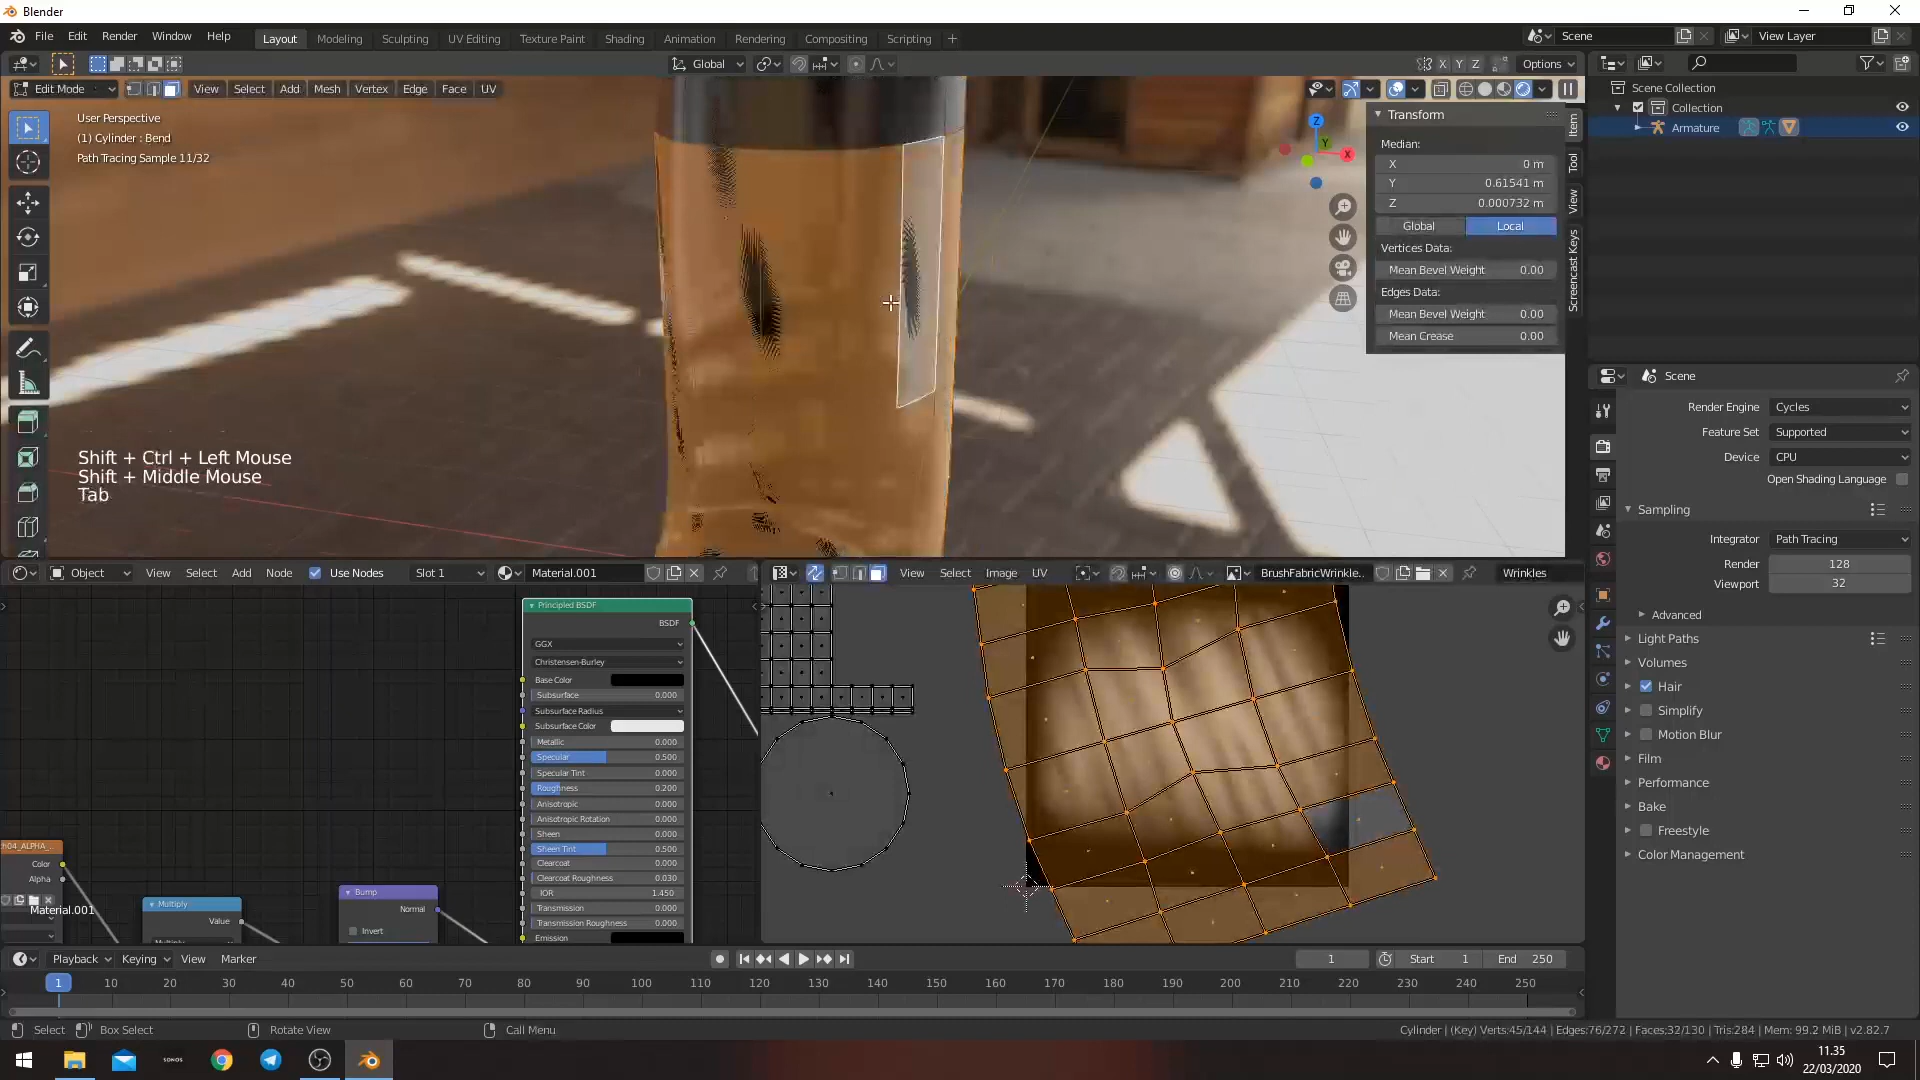 Blender
File Edit Render Window Help
Layout Modeling Sculpting UV Editing Texture Paint Shading Animation Rendering Compositing Scripting
Scene
View Layer
Global
X Y Z
Options
Edit Mode
View Select Add Mesh Vertex Edge Face UV
User Perspective
(1) Cylinder : Bend
Path Tracing Sample 11/32
Shift + Ctrl + Left Mouse
Shift + Middle Mouse
Tab
Z
Y
X
Transform
Median:
X 0 m
Y 0.61541 m
Z 0.000732 m
Global Local
Vertices Data:
Mean Bevel Weight 0.00
Edges Data:
Mean Bevel Weight 0.00
Mean Crease 0.00
Item
Tool
View
Screencast Keys
Scene Collection
Collection
Armature
Scene
Render Engine Cycles
Feature Set Supported
Device CPU
Open Shading Language
Sampling
Integrator Path Tracing
Render 128
Viewport 32
Advanced
Light Paths
Volumes
Hair
Simplify
Motion Blur
Film
Performance
Bake
Freestyle
Color Management
Object View Select Add Node Use Nodes Slot 1 Material.001
Principled BSDF
BSDF
GGX
Christensen-Burley
Base Color
Subsurface 0.000
Subsurface Radius
Subsurface Color
Metallic 0.000
Specular 0.500
Specular Tint 0.000
Roughness 0.200
Anisotropic 0.000
Anisotropic Rotation 0.000
Sheen 0.000
Sheen Tint 0.500
Clearcoat 0.000
Clearcoat Roughness 0.030
IOR 1.450
Transmission 0.000
Transmission Roughness 0.000
Emission
h04_ALPHA_...
Color
Alpha
Material.001
Multiply
Value
Multiply
Bump
Normal
Invert
View Select Image UV BrushFabricWrinkle.. Wrinkles
Playback Keying View Marker
1 Start 1 End 250
1 10 20 30 40 50 60 70 80 90 100 110 120 130 140 150 160 170 180 190 200 210 220 230 240 250
Select Box Select Rotate View Call Menu
Cylinder | (Key) Verts:45/144 | Edges:76/272 | Faces:32/130 | Tris:284 | Mem: 99.2 MiB | v2.82.7
SONOS
11.35
22/03/2020